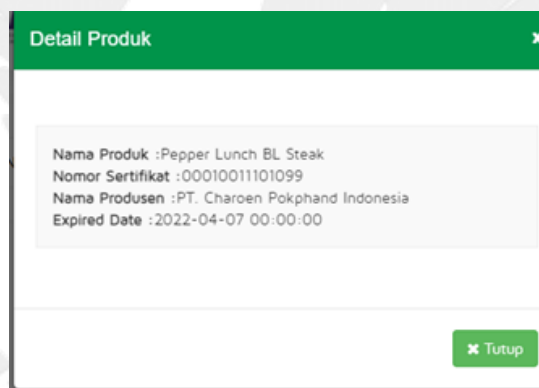 Detail Produk
Nama Produk :Pepper Lunch BL Steak
Nomor Sertifikat :00010011101099
Nama Produsen :PT. Charoen Pokphand Indonesia
Expired Date :2022-04-07 00:00:00
✖ Tutup